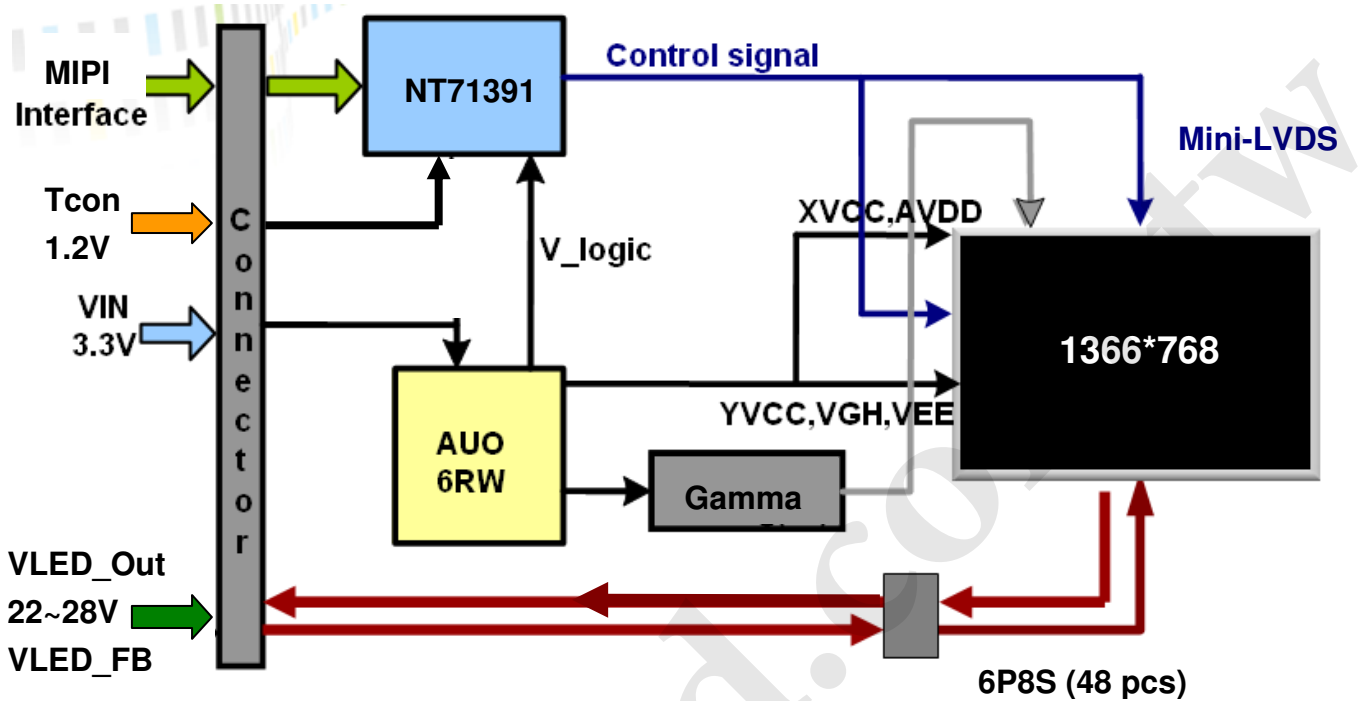 MIPI
Interface
Tcon
1.2V
VIN
3.3V
VLED_Out
22~28V
VLED_FB
Connector
NT71391
Control signal
Mini-LVDS
XVCC,AVDD
V_logic
1366*768
YVCC,VGH,VEE
AUO
6RW
Gamma
6P8S (48 pcs)